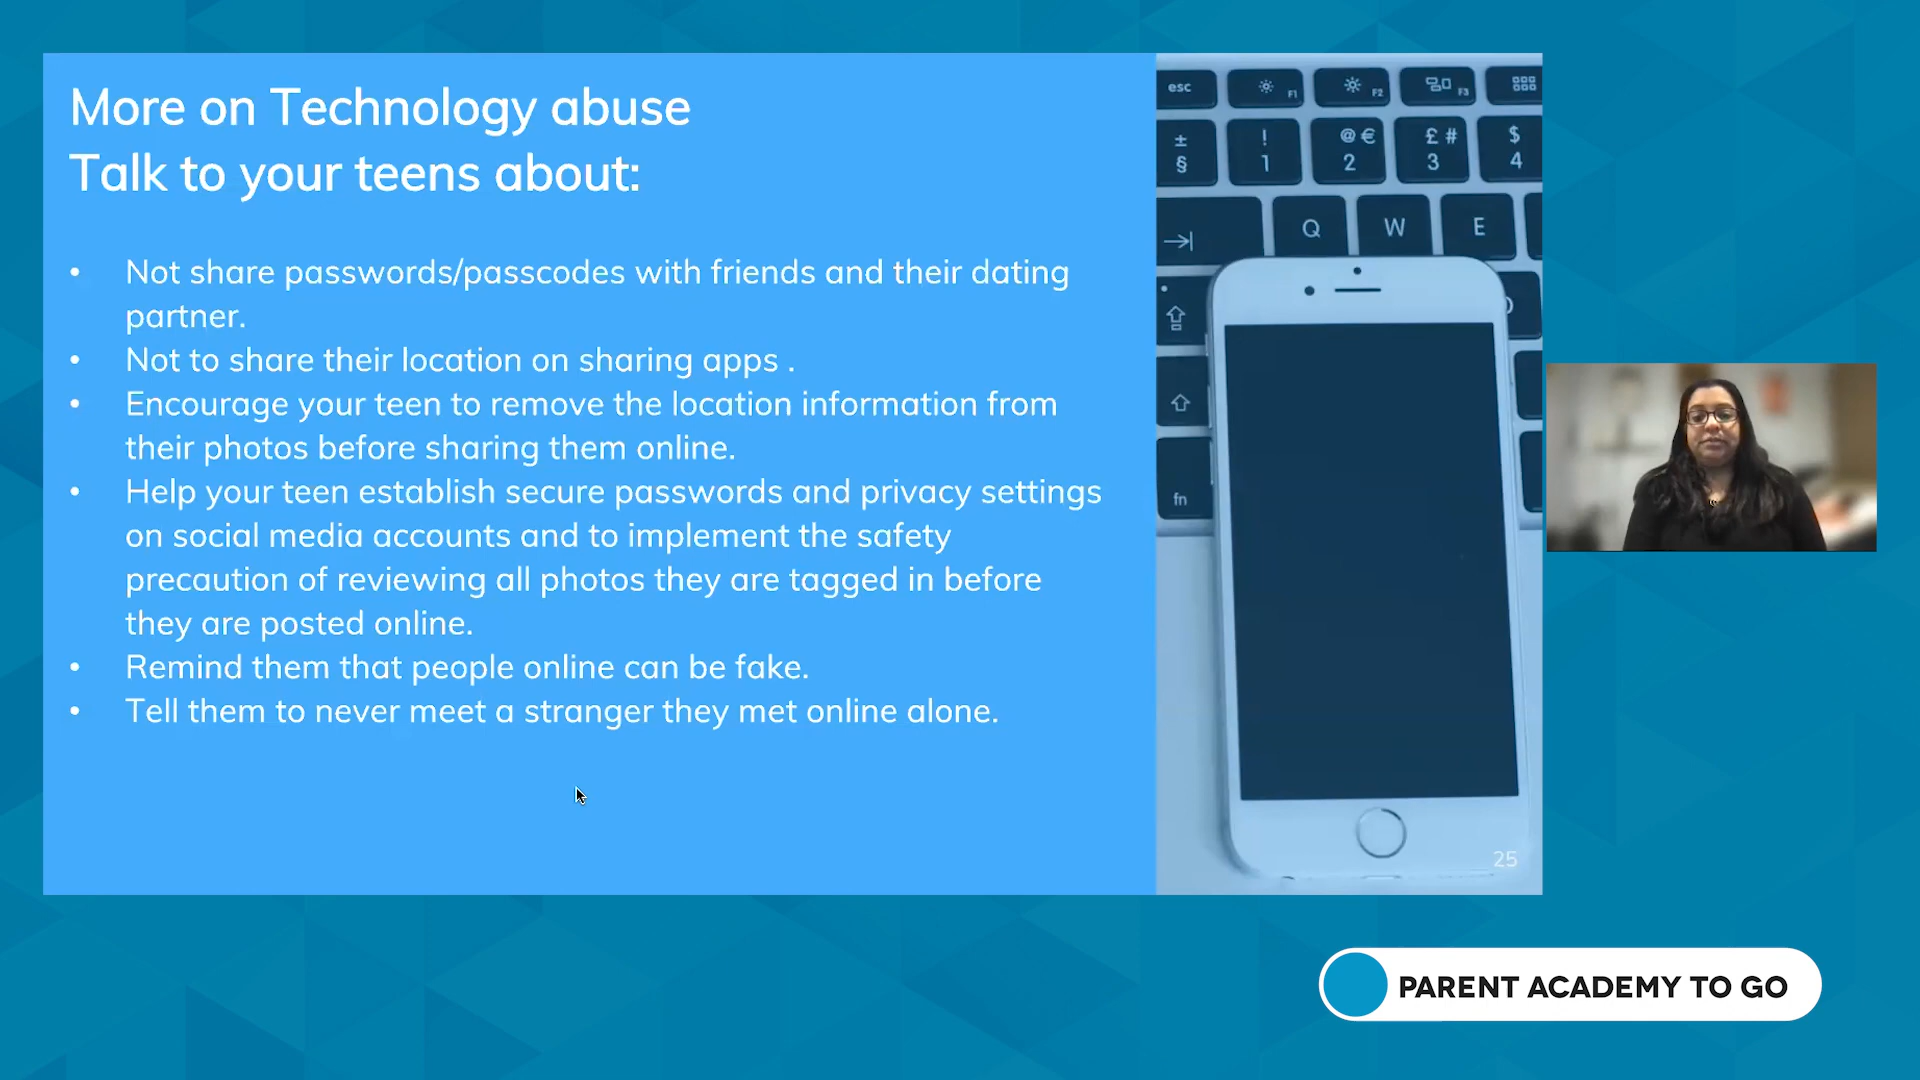 More on Technology abuse
Talk to your teens about:
• Not share passwords/passcodes with friends and their dating
partner.
• Not to share their location on sharing apps .
• Encourage your teen to remove the location information from
their photos before sharing them online.
• Help your teen establish secure passwords and privacy settings
on social media accounts and to implement the safety
precaution of reviewing all photos they are tagged in before
they are posted online.
• Remind them that people online can be fake.
• Tell them to never meet a stranger they met online alone.
esc F1 F2 F3
± ! @ € £ # $
§ 1 2 3 4
Q W E
fn
25
PARENT ACADEMY TO GO